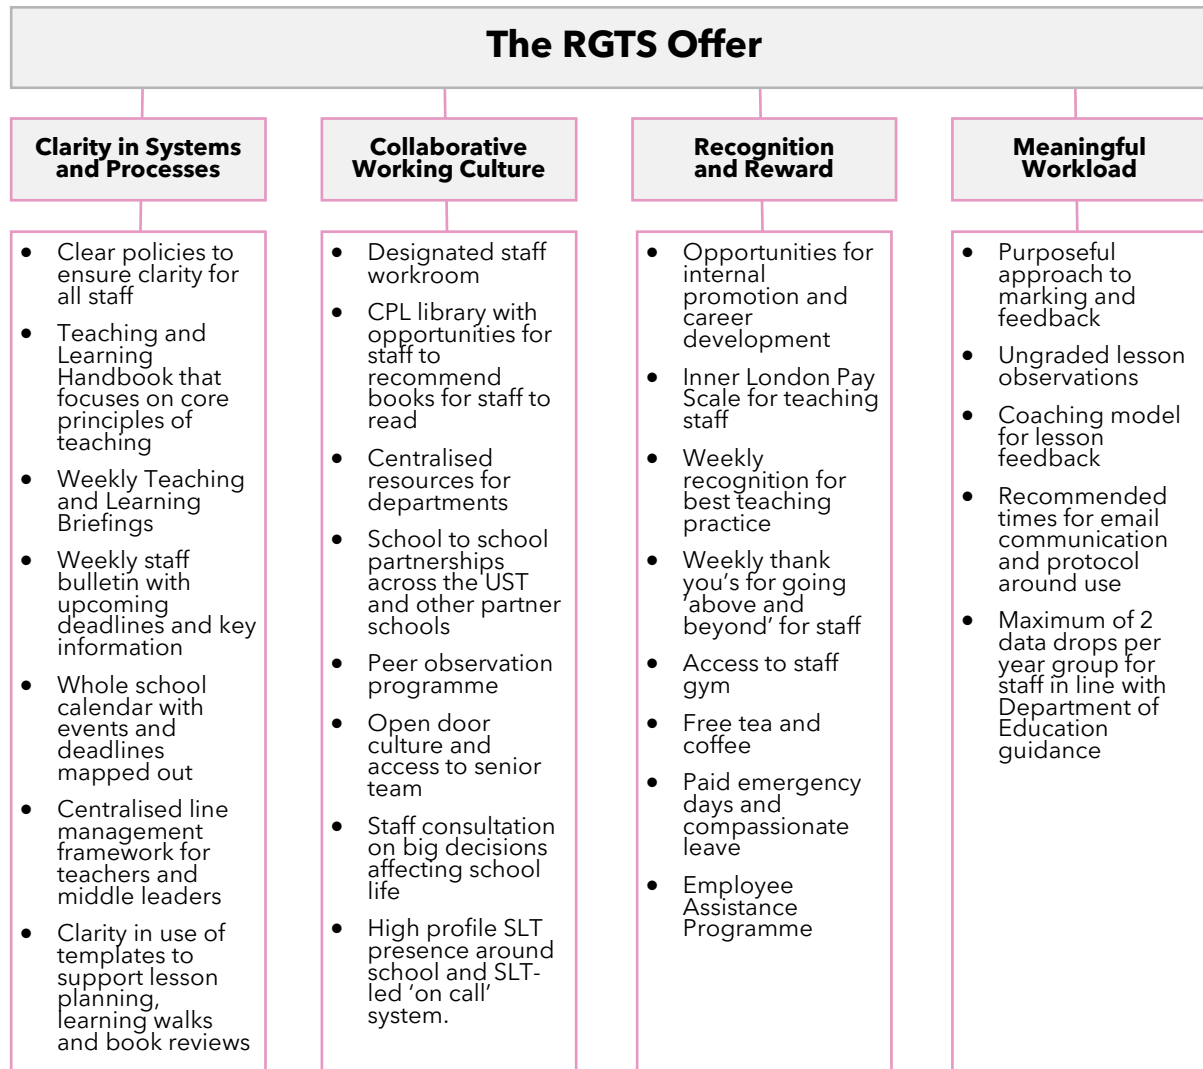 The RGTS Offer
Clarity in Systems
and Processes
• Clear policies to
ensure clarity for
all staff
• Teaching and
Learning
Handbook that
focuses on core
principles of
teaching
• Weekly Teaching
and Learning
Briefings
• Weekly staff
bulletin with
upcoming
deadlines and key
information
• Whole school
calendar with
events and
deadlines
mapped out
• Centralised line
management
framework for
teachers and
middle leaders
• Clarity in use of
templates to
support lesson
planning,
learning walks
and book reviews
Collaborative
Working Culture
• Designated staff
workroom
• CPL library with
opportunities for
staff to
recommend
books for staff to
read
• Centralised
resources for
departments
• School to school
partnerships
across the UST
and other partner
schools
• Peer observation
programme
• Open door
culture and
access to senior
team
• Staff consultation
on big decisions
affecting school
life
• High profile SLT
presence around
school and SLT-
led ‘on call’
system.
Recognition
and Reward
• Opportunities for
internal
promotion and
career
development
• Inner London Pay
Scale for teaching
staff
• Weekly
recognition for
best teaching
practice
• Weekly thank
you’s for going
‘above and
beyond’ for staff
• Access to staff
gym
• Free tea and
coffee
• Paid emergency
days and
compassionate
leave
• Employee
Assistance
Programme
Meaningful
Workload
• Purposeful
approach to
marking and
feedback
• Ungraded lesson
observations
• Coaching model
for lesson
feedback
• Recommended
times for email
communication
and protocol
around use
• Maximum of 2
data drops per
year group for
staff in line with
Department of
Education
guidance